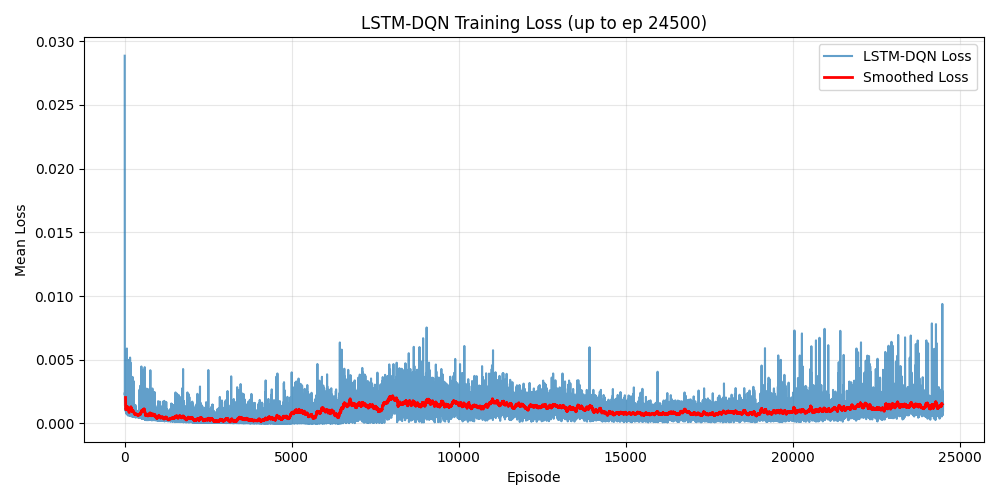 LSTM-DQN Training Loss (up to ep 24500)
LSTM-DQN Loss
Smoothed Loss
Mean Loss
0.030
0.025
0.020
0.015
0.010
0.005
0.000
0 5000 10000 15000 20000 25000
Episode